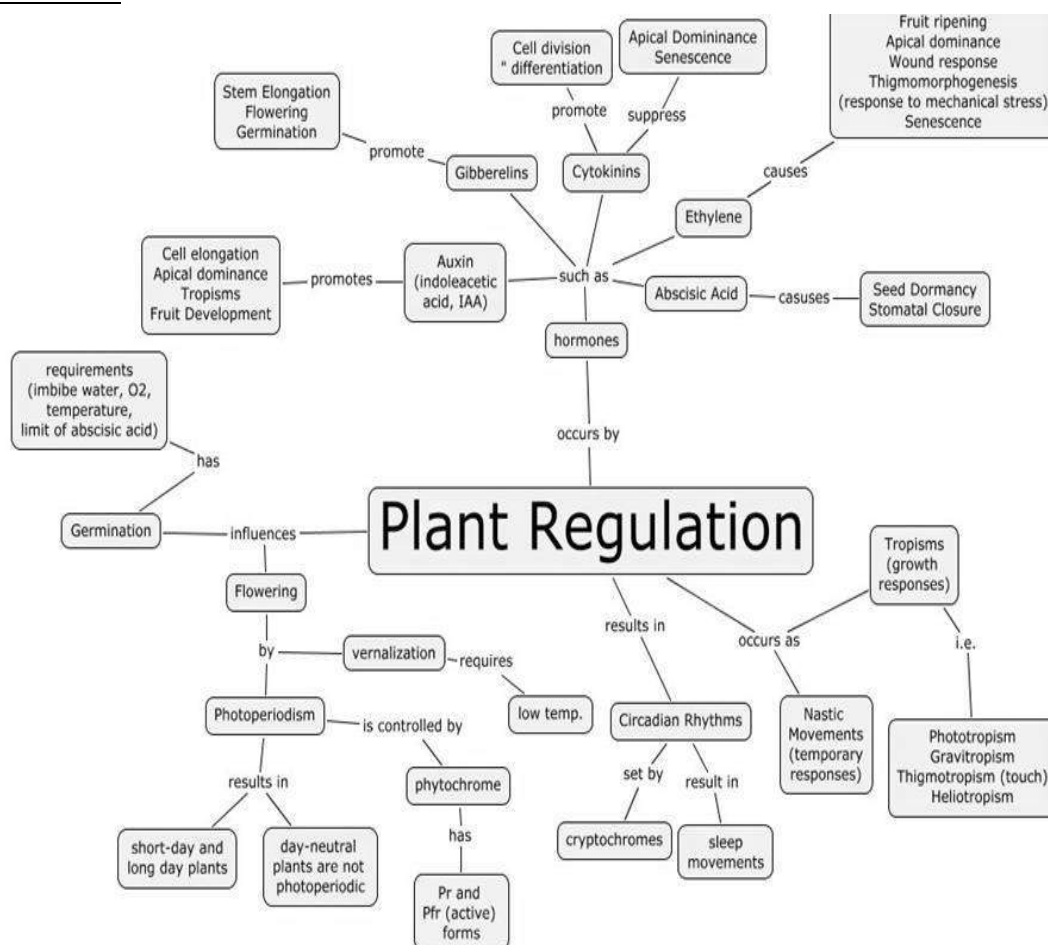 Fruit ripening
Apical dominance
Wound response
Thigmomorphogenesis
(response to mechanical stress)
Senescence
Apical Domininance
Senescence
Cell division
" differentiation
Stem Elongation
Flowering
Germination
promote
suppress
promote
Gibberelins
Cytokinins
causes
Ethylene
Cell elongation
Apical dominance
Tropisms
Fruit Development
promotes
Auxin
(indoleacetic
acid, IAA)
such as
Abscisic Acid
casuses
Seed Dormancy
Stomatal Closure
hormones
requirements
(imbibe water, O2,
temperature,
limit of abscisic acid)
occurs by
has
Plant Regulation
Germination
influences
Tropisms
(growth
responses)
Flowering
results in
occurs as
i.e.
by
vernalization
requires
low temp.
Photoperiodism
is controlled by
Circadian Rhythms
Nastic
Movements
(temporary
responses)
Phototropism
Gravitropism
Thigmotropism (touch)
Heliotropism
results in
phytochrome
set by
result in
short-day and
long day plants
day-neutral
plants are not
photoperiodic
has
cryptochromes
sleep
movements
Pr and
Pfr (active)
forms